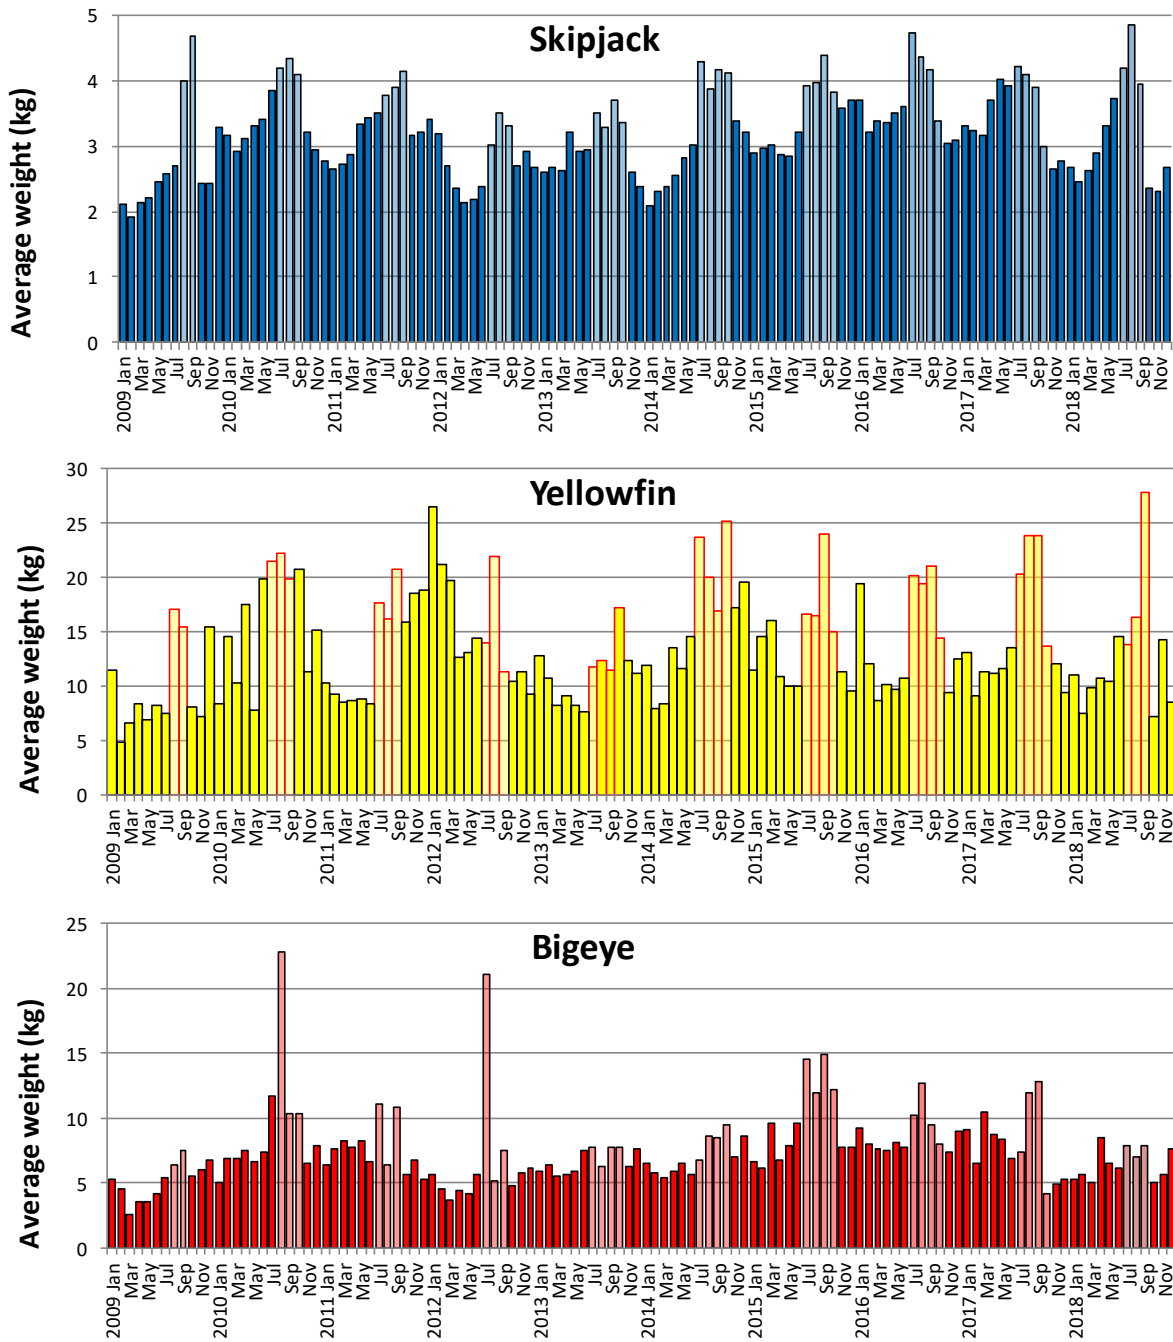 Skipjack
Average weight (kg)
5
4
3
2
1
0
2009 Jan Mar May Jul Sep Nov 2010 Jan Mar May Jul Sep Nov 2011 Jan Mar May Jul Sep Nov 2012 Jan Mar May Jul Sep Nov 2013 Jan Mar May Jul Sep Nov 2014 Jan Mar May Jul Sep Nov 2015 Jan Mar May Jul Sep Nov 2016 Jan Mar May Jul Sep Nov 2017 Jan Mar May Jul Sep Nov 2018 Jan Mar May Jul Sep Nov
Yellowfin
Average weight (kg)
30
25
20
15
10
5
0
2009 Jan Mar May Jul Sep Nov 2010 Jan Mar May Jul Sep Nov 2011 Jan Mar May Jul Sep Nov 2012 Jan Mar May Jul Sep Nov 2013 Jan Mar May Jul Sep Nov 2014 Jan Mar May Jul Sep Nov 2015 Jan Mar May Jul Sep Nov 2016 Jan Mar May Jul Sep Nov 2017 Jan Mar May Jul Sep Nov 2018 Jan Mar May Jul Sep Nov
Bigeye
Average weight (kg)
25
20
15
10
5
0
2009 Jan Mar May Jul Sep Nov 2010 Jan Mar May Jul Sep Nov 2011 Jan Mar May Jul Sep Nov 2012 Jan Mar May Jul Sep Nov 2013 Jan Mar May Jul Sep Nov 2014 Jan Mar May Jul Sep Nov 2015 Jan Mar May Jul Sep Nov 2016 Jan Mar May Jul Sep Nov 2017 Jan Mar May Jul Sep Nov 2018 Jan Mar May Jul Sep Nov